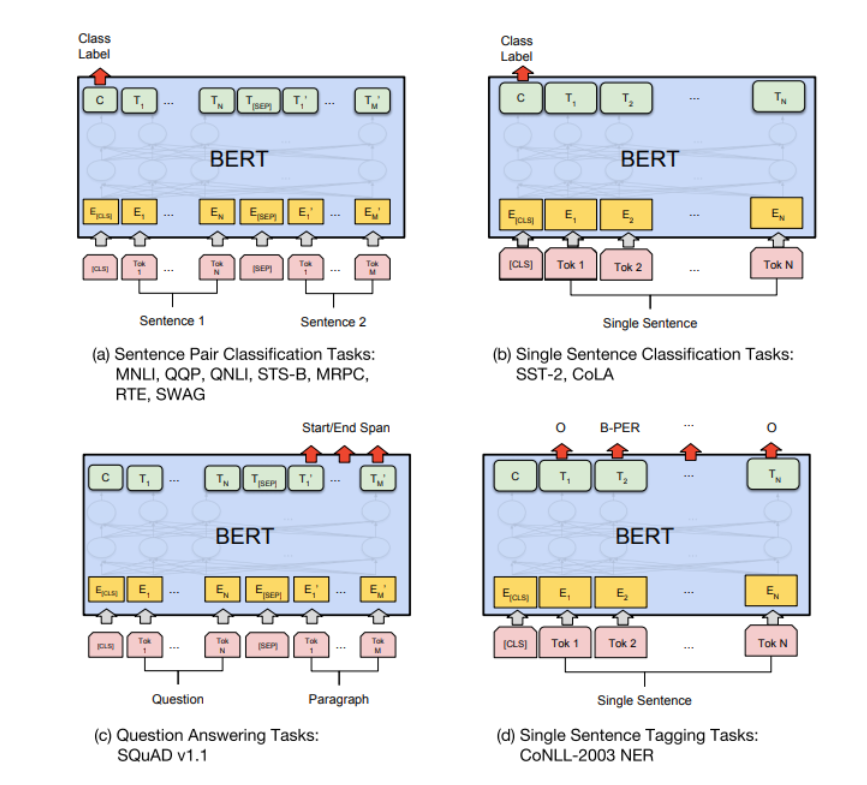 Class
Label
C T1 ... TN T[SEP] T1' ... TM'
BERT
E[CLS] E1 ... EN E[SEP] E1' ... EM'
[CLS] Tok 1 ... Tok N [SEP] Tok 1 ... Tok M
Sentence 1 Sentence 2
(a) Sentence Pair Classification Tasks:
MNLI, QQP, QNLI, STS-B, MRPC,
RTE, SWAG
Class
Label
C T1 T2 ... TN
BERT
E[CLS] E1 E2 ... EN
[CLS] Tok 1 Tok 2 ... Tok N
Single Sentence
(b) Single Sentence Classification Tasks:
SST-2, CoLA
Start/End Span
C T1 ... TN T[SEP] T1' ... TM'
BERT
E[CLS] E1 ... EN E[SEP] E1' ... EM'
[CLS] Tok 1 ... Tok N [SEP] Tok 1 ... Tok M
Question Paragraph
(c) Question Answering Tasks:
SQuAD v1.1
O B-PER ... O
C T1 T2 ... TN
BERT
E[CLS] E1 E2 ... EN
[CLS] Tok 1 Tok 2 ... Tok N
Single Sentence
(d) Single Sentence Tagging Tasks:
CoNLL-2003 NER